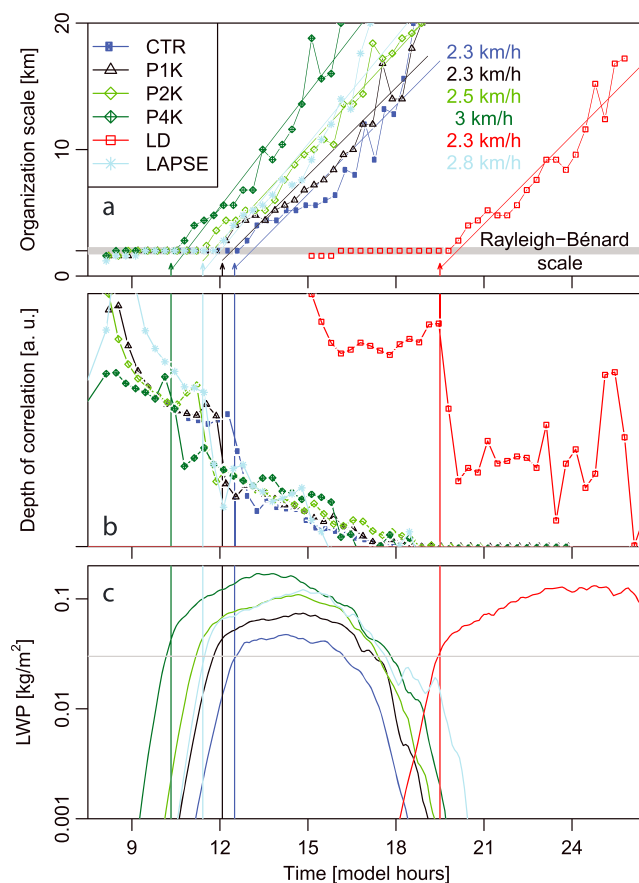 Organization scale [km]
20
10
0
CTR
P1K
P2K
P4K
LD
LAPSE
2.3 km/h
2.3 km/h
2.5 km/h
3 km/h
2.3 km/h
2.8 km/h
a
Rayleigh−Bénard
scale
Depth of correlation [a. u.]
b
LWP [kg/m²]
0.1
0.01
0.001
c
9 12 15 18 21 24
Time [model hours]